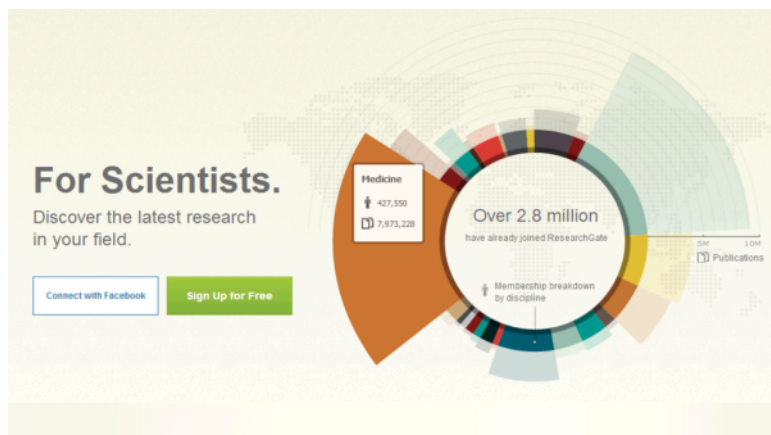 For Scientists.
Discover the latest research
in your field.
Connect with Facebook
Sign Up for Free
Medicine
427,550
7,973,228
Over 2.8 million
have already joined ResearchGate
Membership breakdown
by discipline
5M
10M
Publications